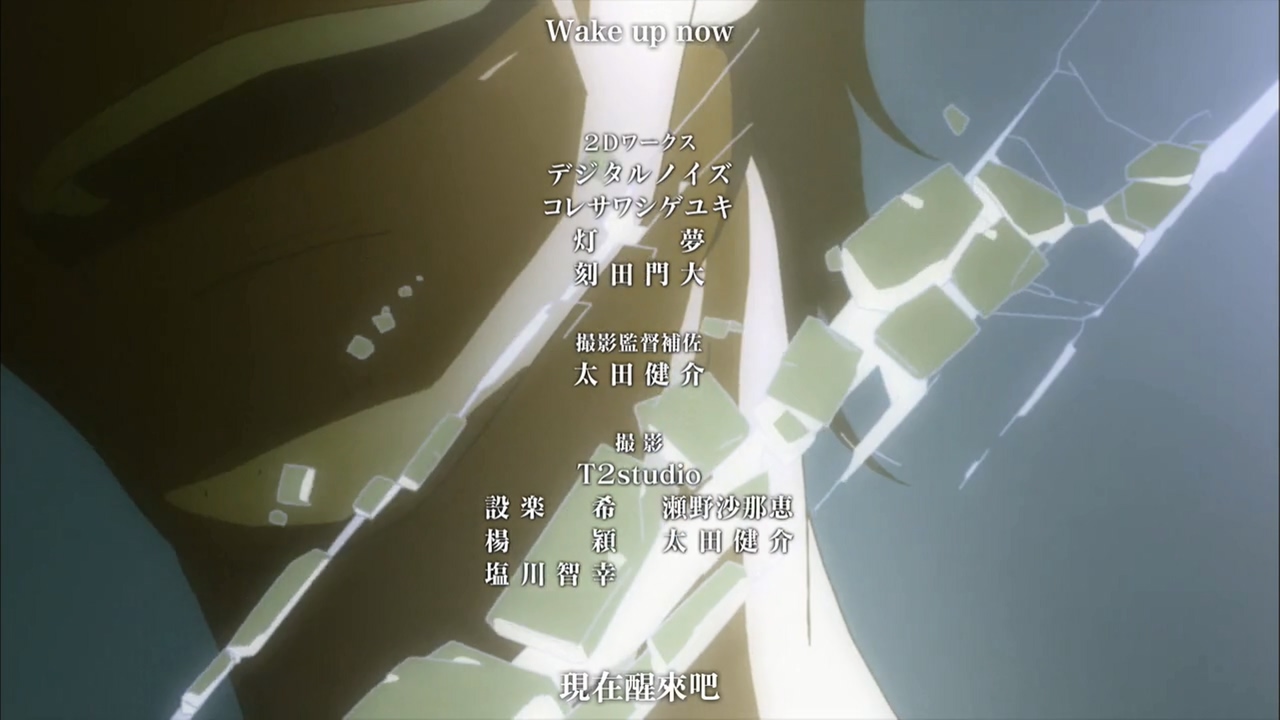 Wake up now
2Dワークス
デジタルノイズ
コレサワシゲユキ
灯 夢
刻田門大
撮影監督補佐
太田健介
撮影
T2studio
設楽 希 瀬野沙那恵
楊 穎 太田健介
塩川智幸
現在醒來吧